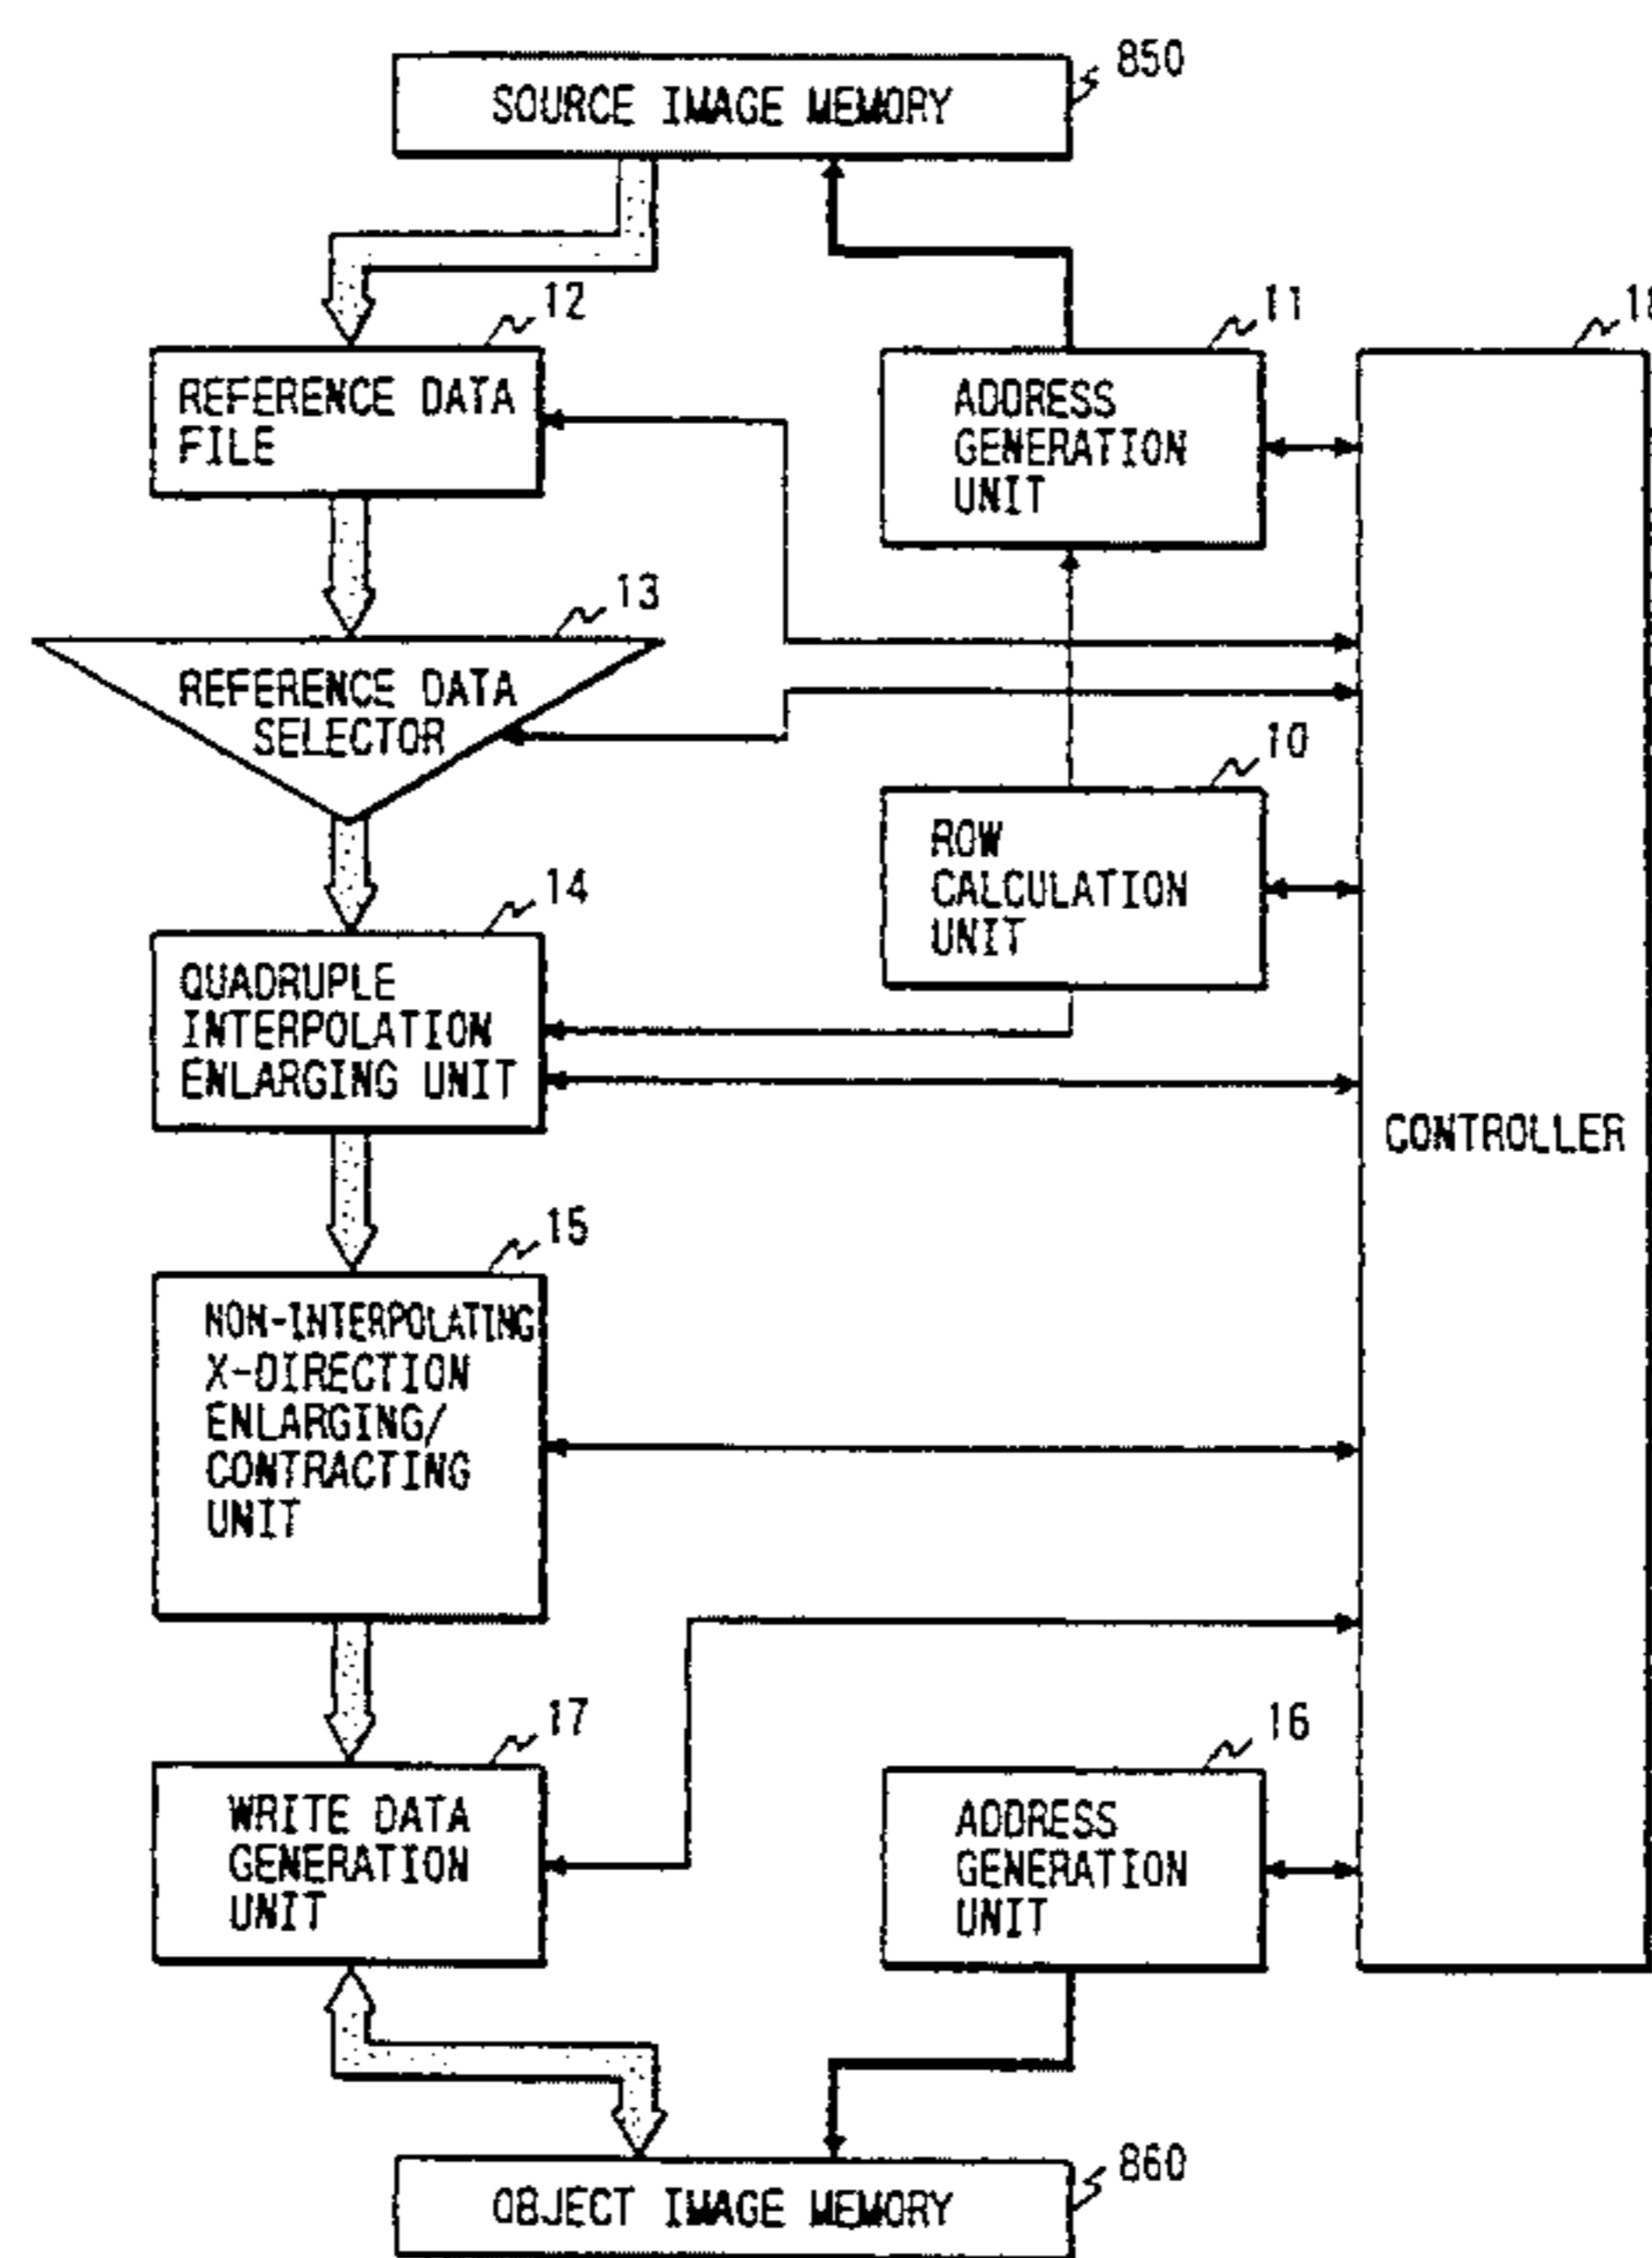 850
SOURCE IMAGE MEMORY
12
11
REFERENCE DATA
FILE
ADDRESS
GENERATION
UNIT
13
REFERENCE DATA
SELECTOR
10
ROW
CALCULATION
UNIT
14
QUADRUPLE
INTERPOLATION
ENLARGING UNIT
CONTROLLER
15
NON-INTERPOLATING
X-DIRECTION
ENLARGING/
CONTRACTING
UNIT
17
16
WRITE DATA
GENERATION
UNIT
ADDRESS
GENERATION
UNIT
860
OBJECT IMAGE MEMORY